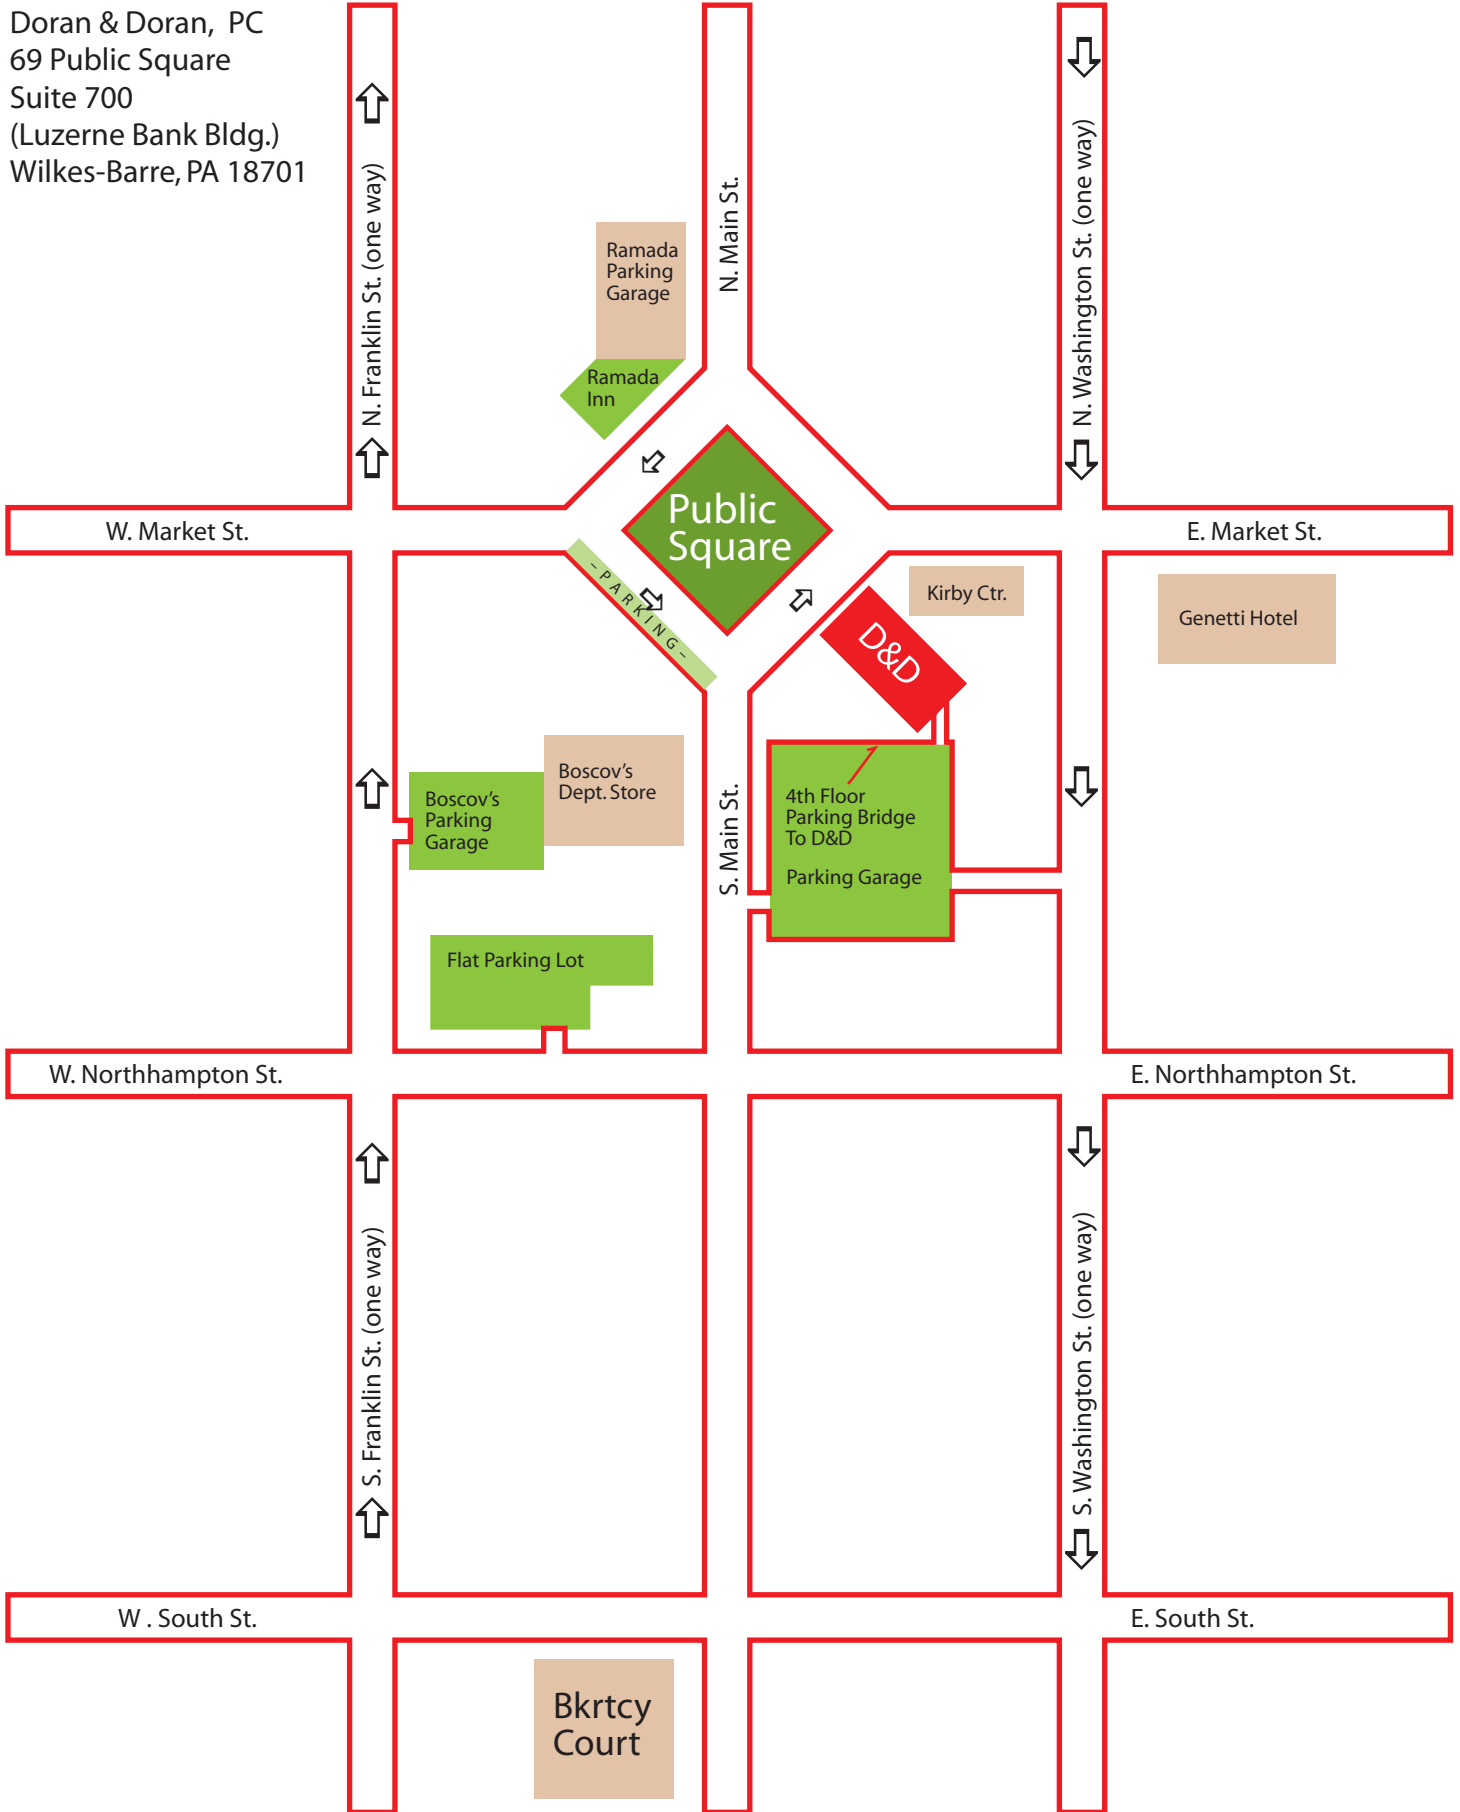 Doran & Doran, PC
69 Public Square
Suite 700
(Luzerne Bank Bldg.)
Wilkes-Barre, PA 18701
N. Franklin St. (one way)
N. Main St.
N. Washington St. (one way)
Ramada
Parking
Garage
Ramada
Inn
Public
Square
W. Market St.
E. Market St.
– P A R K I N G –
Kirby Ctr.
Genetti Hotel
D&D
Boscov's
Dept. Store
Boscov's
Parking
Garage
S. Main St.
4th Floor
Parking Bridge
To D&D
Parking Garage
Flat Parking Lot
W. Northhampton St.
E. Northhampton St.
S. Franklin St. (one way)
S. Washington St. (one way)
W . South St.
E. South St.
Bkrtcy
Court